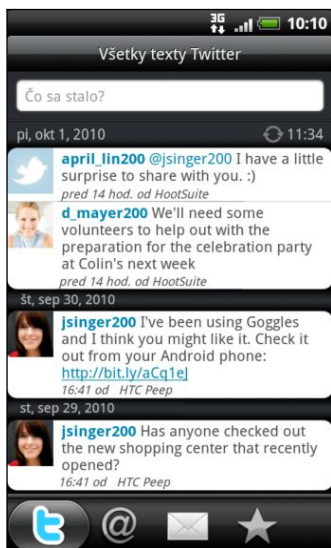 3G 10:10
Všetky texty Twitter
Čo sa stalo?
pi, okt 1, 2010 11:34
april_lin200 @jsinger200 I have a little
surprise to share with you. :)
pred 14 hod. od HootSuite
d_mayer200 We'll need some
volunteers to help out with the
preparation for the celebration party
at Colin's next week
pred 14 hod. od HootSuite
št, sep 30, 2010
jsinger200 I've been using Goggles
and I think you might like it. Check it
out from your Android phone:
http://bit.ly/aCq1eJ
16:41 od HTC Peep
st, sep 29, 2010
jsinger200 Has anyone checked out
the new shopping center that recently
opened?
16:41 od HTC Peep